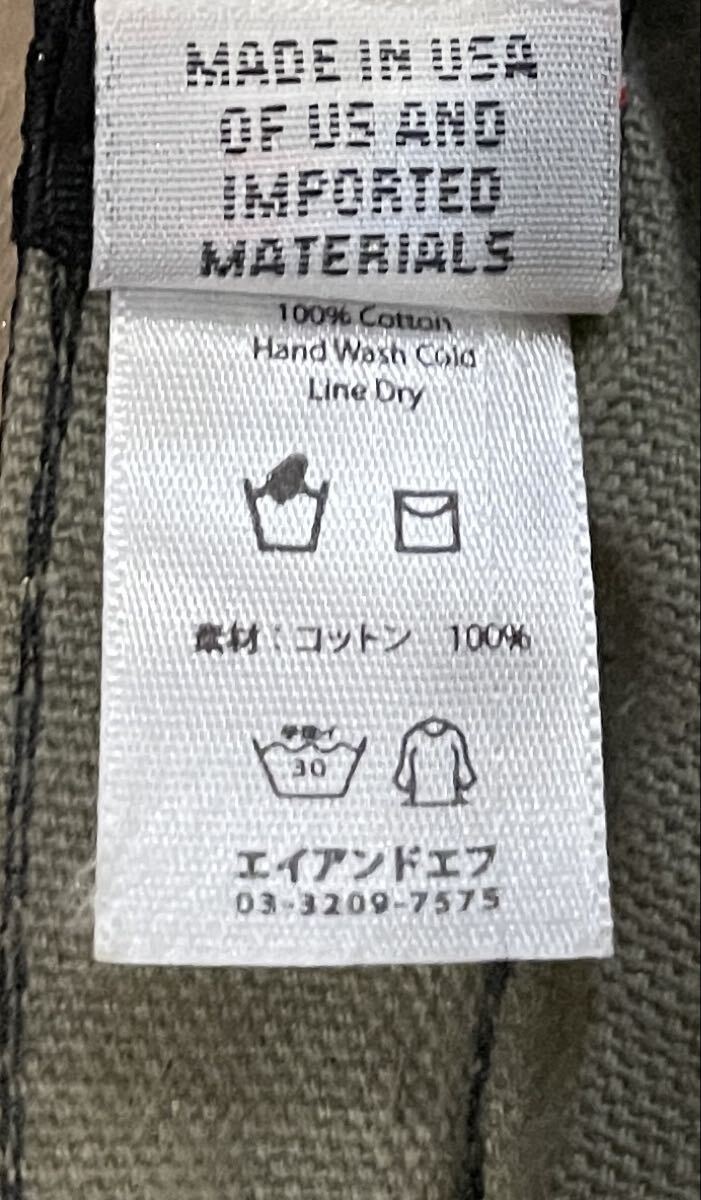 MADE IN USA
OF US AND
IMPORTED
MATERIALS
100% Cotton
Hand Wash Cold
Line Dry
素材：コットン 100%
手洗イ
30
エイアンドエフ
03-3209-7575